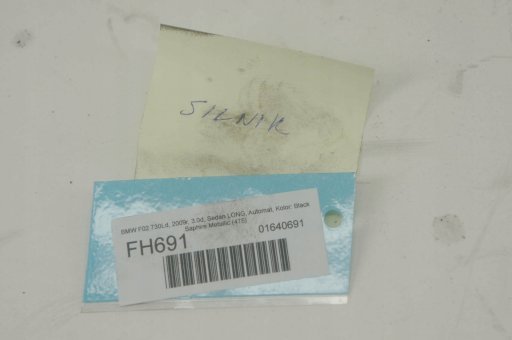 SILNIK
BMW F02 730Ld, 2009r, 3.0d, Sedan LONG, Automat, Kolor: Black
Saphire Metallic (475)
FH691
01640691